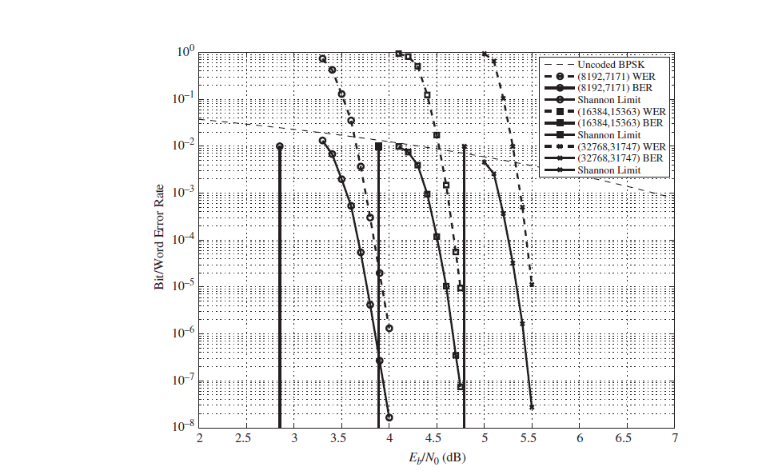 10^0
10^-1
10^-2
10^-3
10^-4
10^-5
10^-6
10^-7
10^-8
Bit/Word Error Rate
Uncoded BPSK
(8192,7171) WER
(8192,7171) BER
Shannon Limit
(16384,15363) WER
(16384,15363) BER
Shannon Limit
(32768,31747) WER
(32768,31747) BER
Shannon Limit
2 2.5 3 3.5 4 4.5 5 5.5 6 6.5 7
E_b/N_0 (dB)